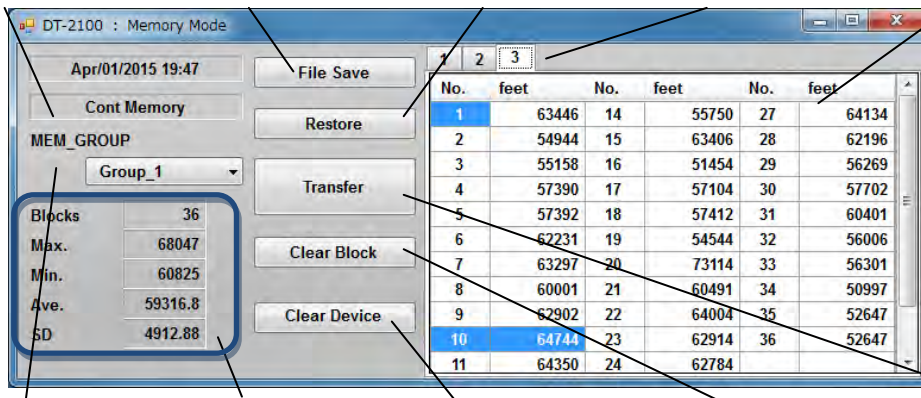 DT-2100 : Memory Mode
Apr/01/2015 19:47
Cont Memory
MEM_GROUP
Group_1
Blocks 36
Max. 68047
Min. 60825
Ave. 59316.8
SD 4912.88
File Save
Restore
Transfer
Clear Block
Clear Device
1 2 3
No. feet No. feet No. feet
1 63446 14 55750 27 64134
2 54944 15 63406 28 62196
3 55158 16 51454 29 56269
4 57390 17 57104 30 57702
5 57392 18 57412 31 60401
6 62231 19 54544 32 56006
7 63297 20 73114 33 56301
8 60001 21 60491 34 50997
9 62902 22 64004 35 52647
10 64744 23 62914 36 52647
11 64350 24 62784